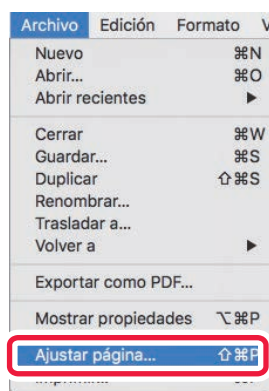 Archivo Edición Formato V
Nuevo ⌘N
Abrir... ⌘O
Abrir recientes ▶
Cerrar ⌘W
Guardar... ⌘S
Duplicar ⇧⌘S
Renombrar...
Trasladar a...
Volver a ▶
Exportar como PDF...
Mostrar propiedades ⌥⌘P
Ajustar página... ⇧⌘P